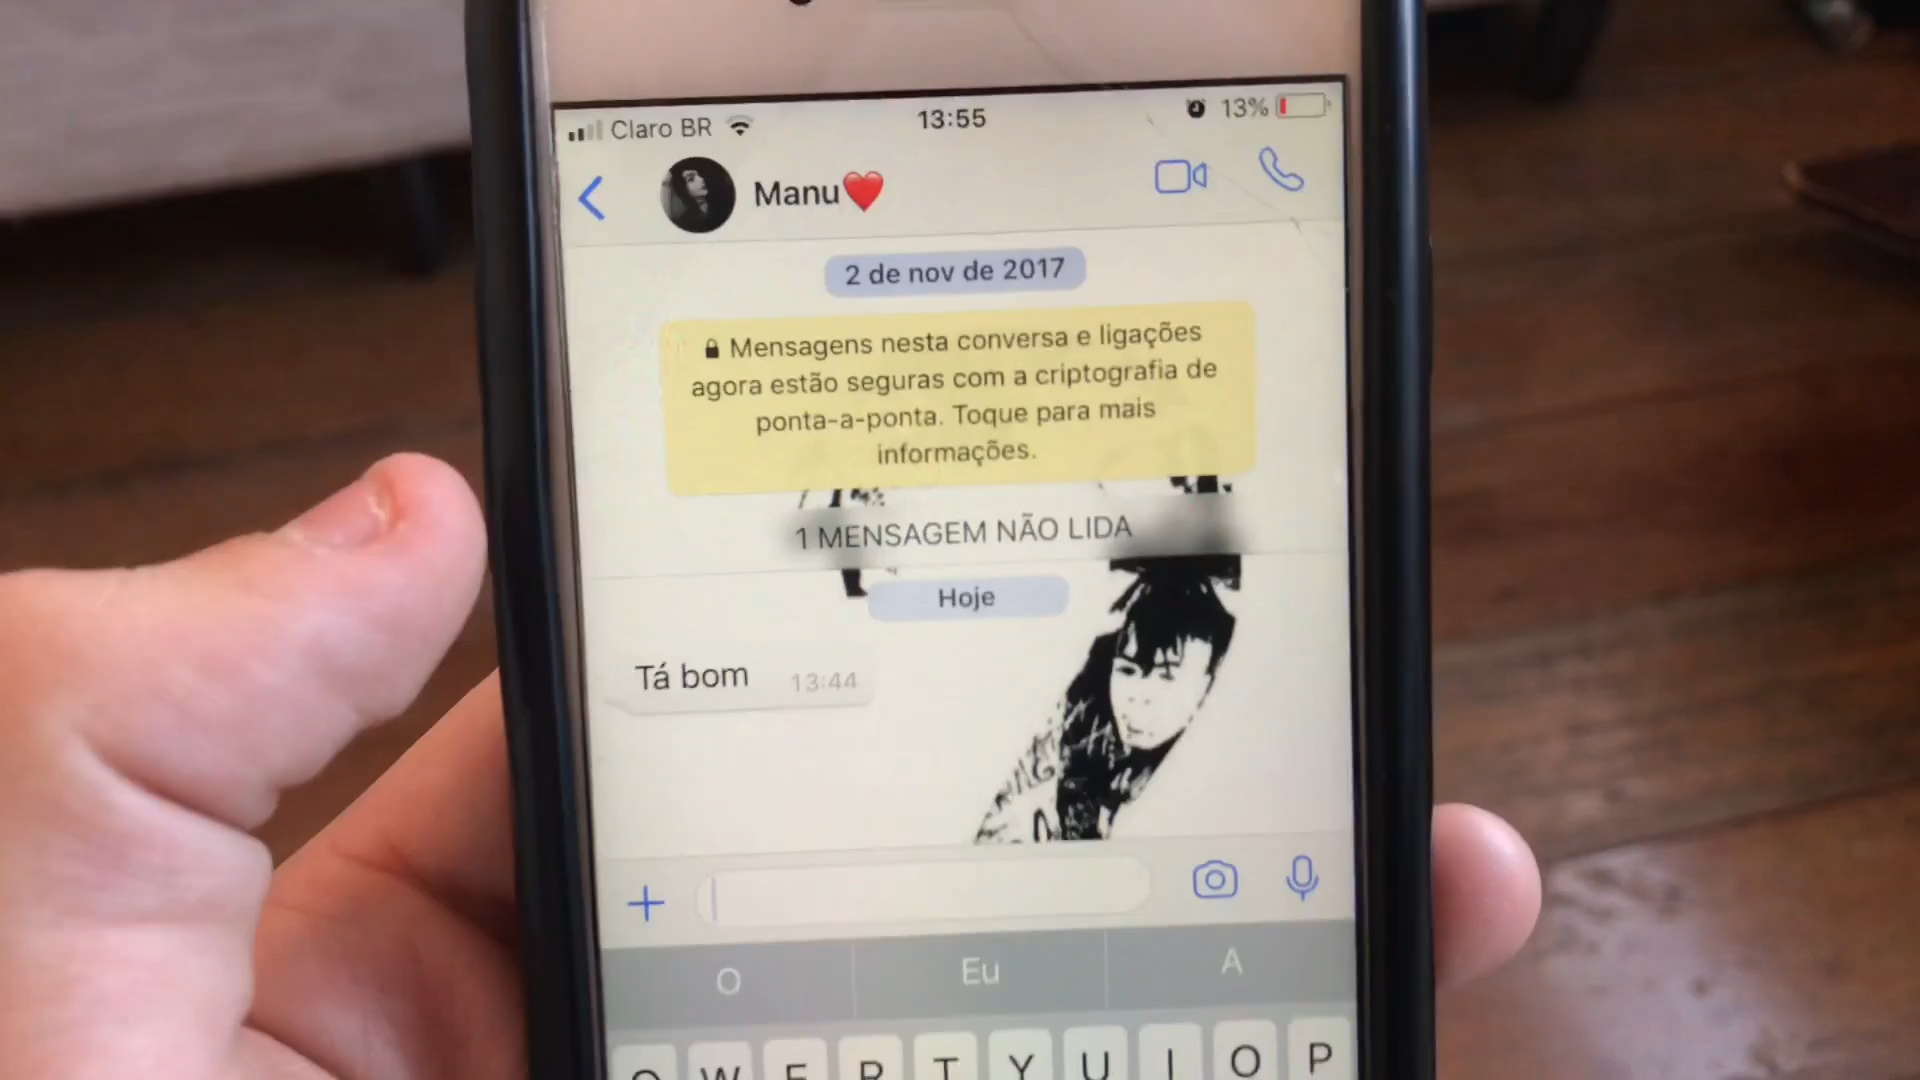 Claro BR 13:55 13%
Manu❤️
2 de nov de 2017
Mensagens nesta conversa e ligações
agora estão seguras com a criptografia de
ponta-a-ponta. Toque para mais
informações.
1 MENSAGEM NÃO LIDA
Hoje
Tá bom 13:44
O Eu A
Q W E R T Y U I O P